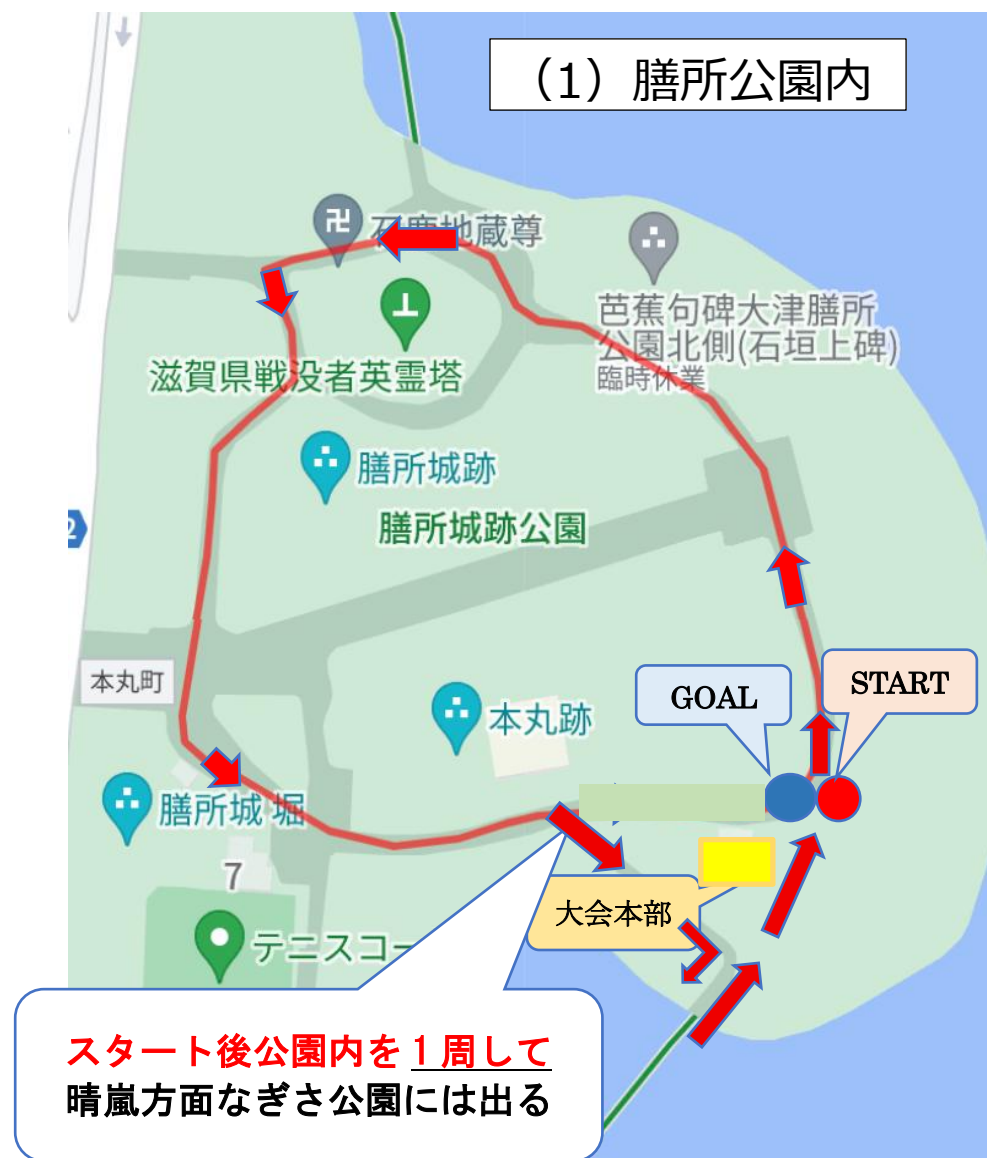 （1）膳所公園内
石鹿地蔵尊
芭蕉句碑大津膳所
公園北側(石垣上碑)
臨時休業
滋賀県戦没者英霊塔
膳所城跡
膳所城跡公園
2
本丸町
GOAL
START
本丸跡
膳所城 堀
7
大会本部
テニスコー
スタート後公園内を１周して
晴嵐方面なぎさ公園には出る